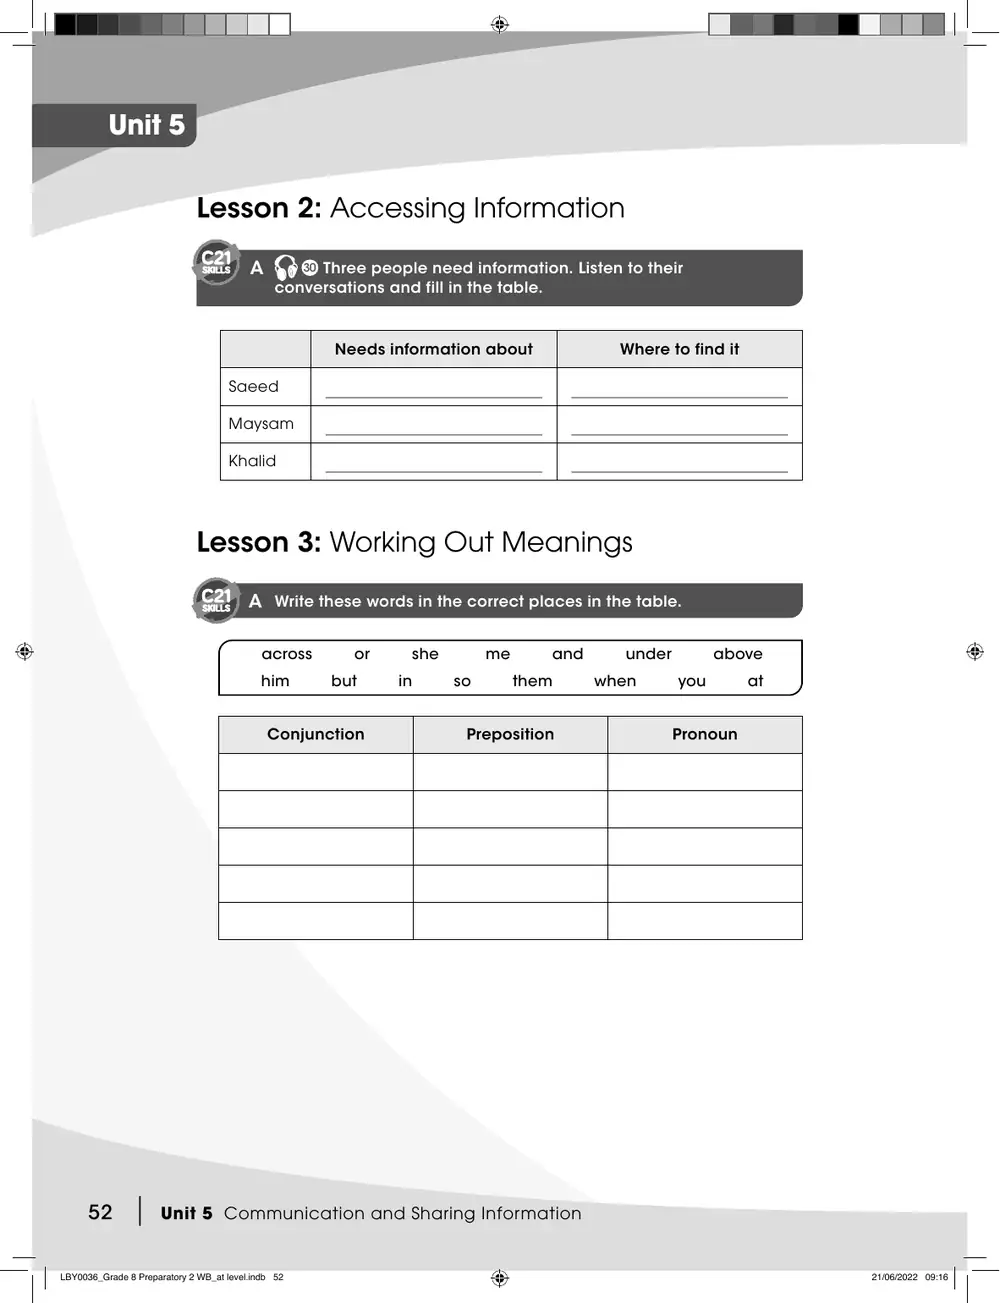 Unit 5
Lesson 2: Accessing Information
C21
SKILLS
A 30 Three people need information. Listen to their
conversations and fill in the table.
Needs information about Where to find it
Saeed
Maysam
Khalid
Lesson 3: Working Out Meanings
C21
SKILLS
A Write these words in the correct places in the table.
across or she me and under above
him but in so them when you at
Conjunction Preposition Pronoun
52 Unit 5 Communication and Sharing Information
LBY0036_Grade 8 Preparatory 2 WB_at level.indb 52 21/06/2022 09:16